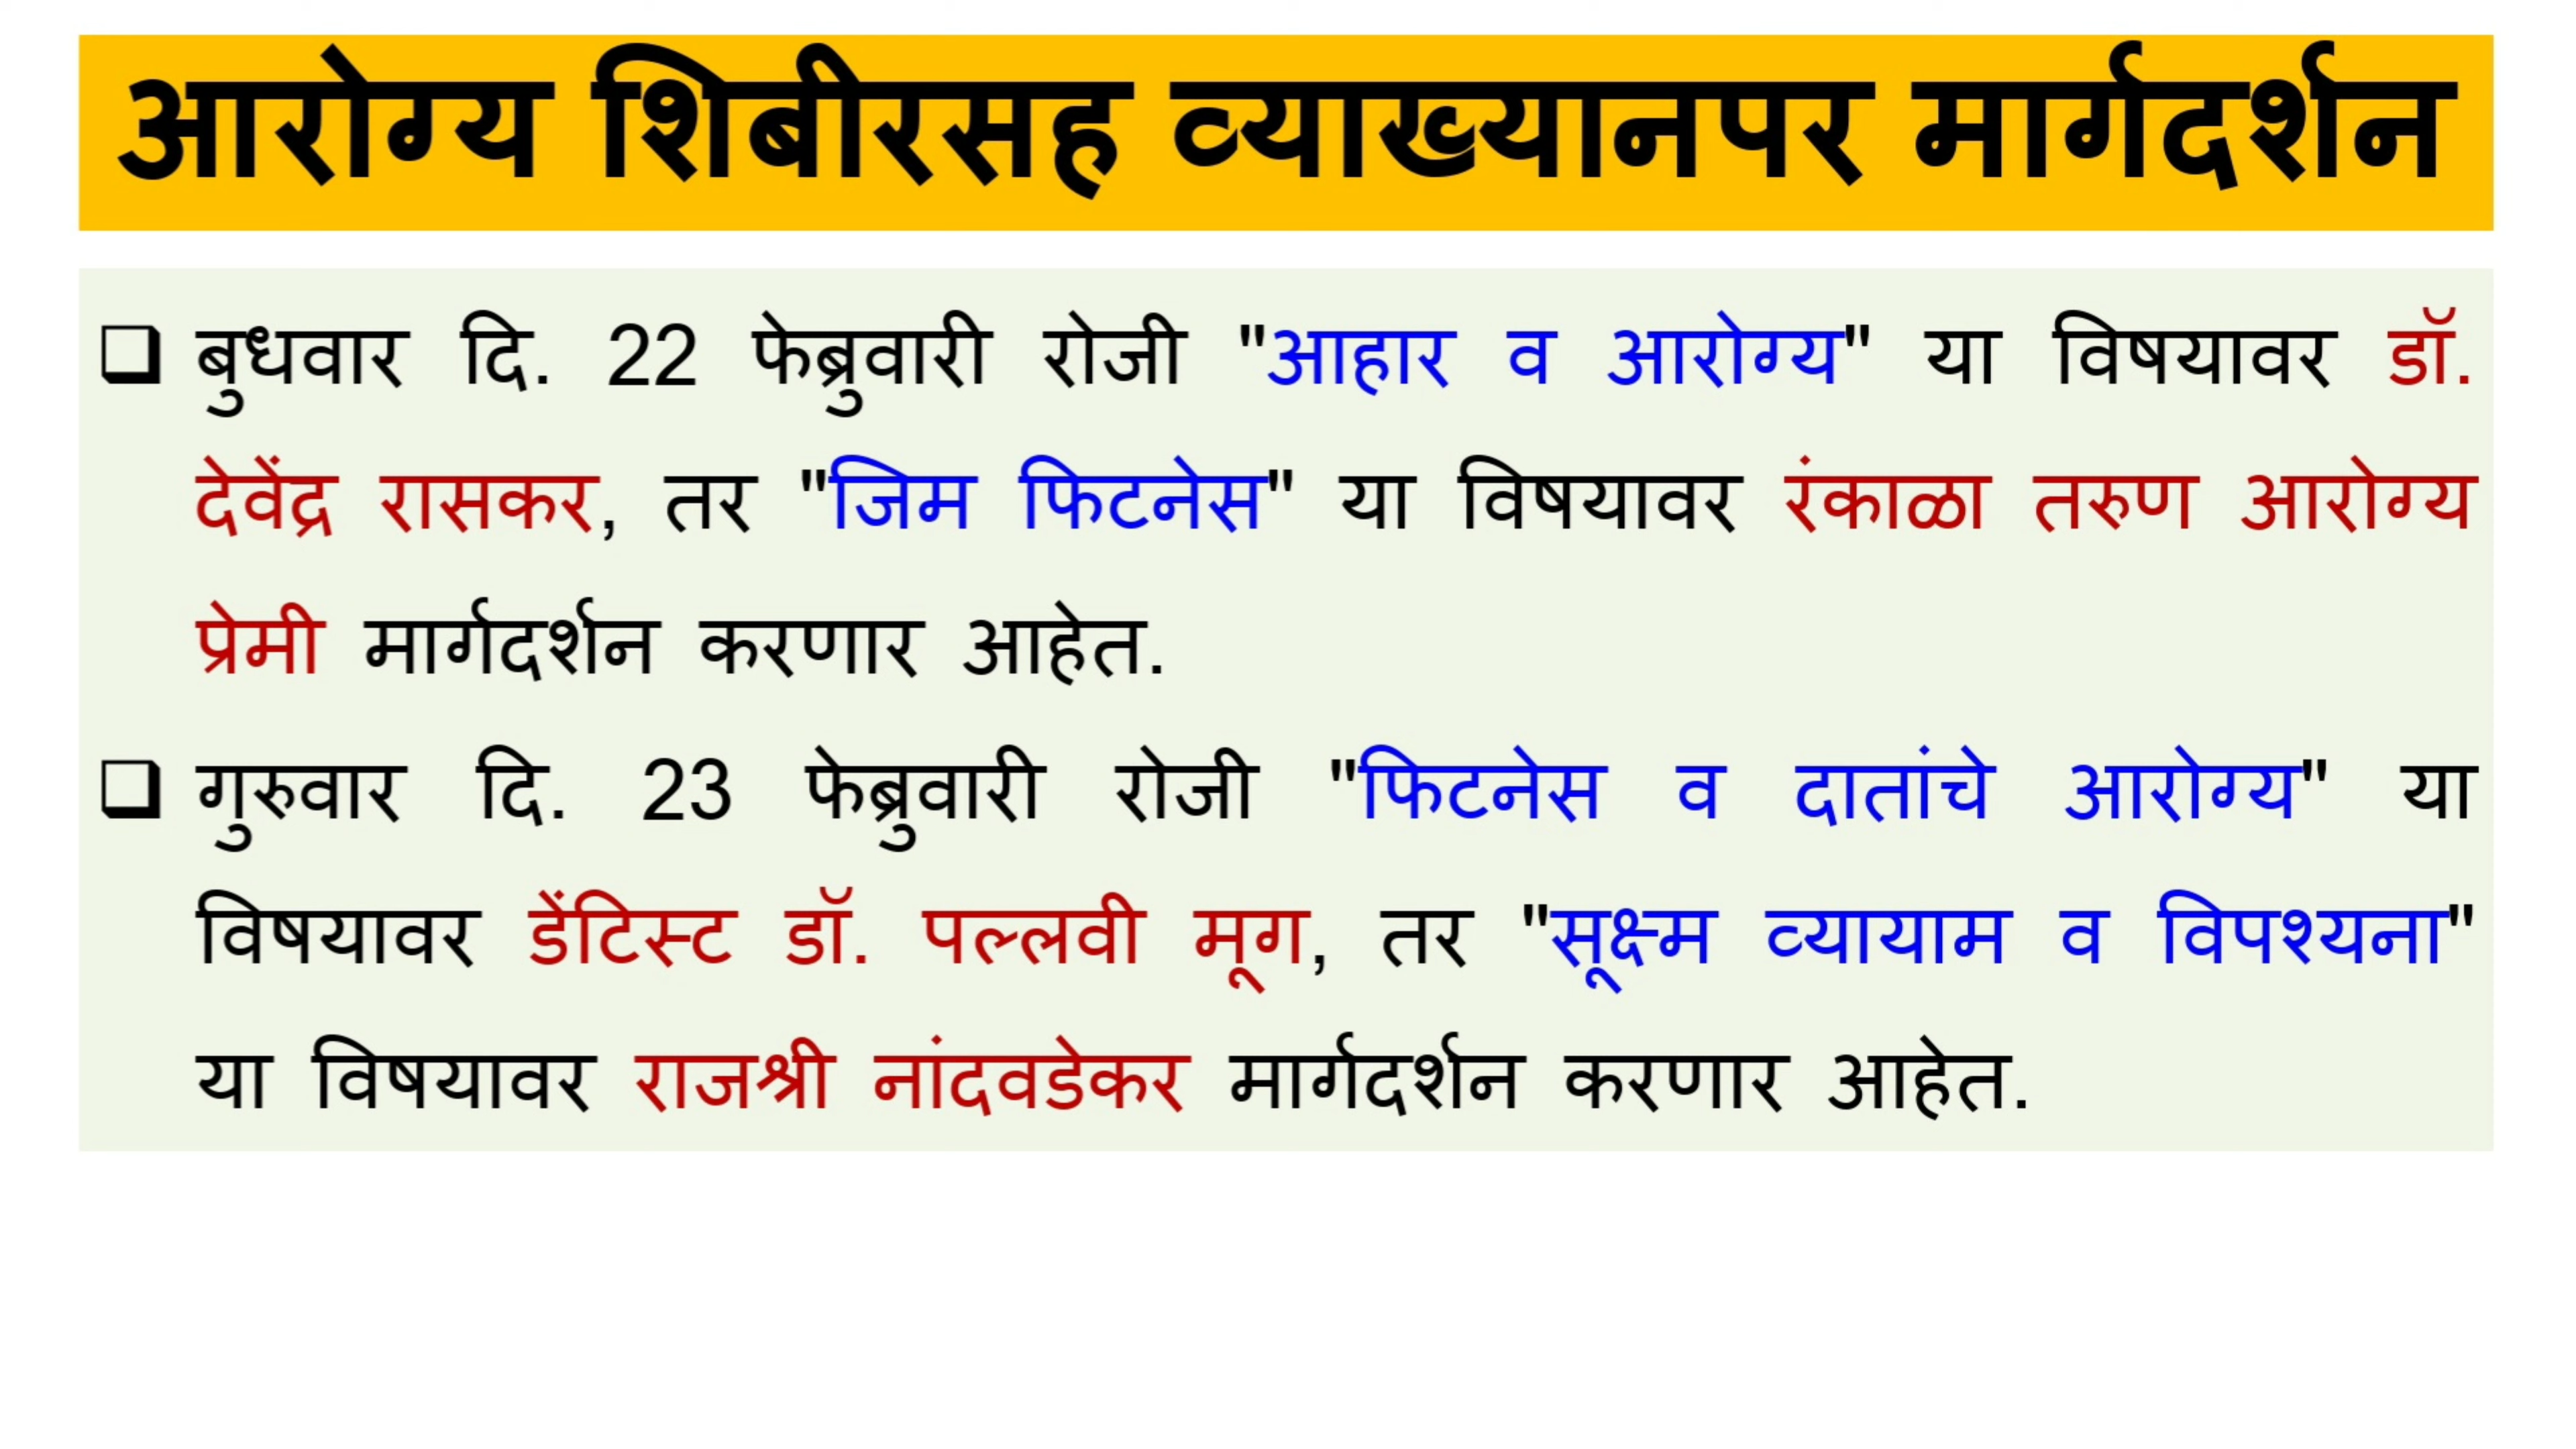 आरोग्य शिबीरसह व्याख्यानपर मार्गदर्शन
❑ बुधवार दि. 22 फेब्रुवारी रोजी "आहार व आरोग्य" या विषयावर डॉ.
देवेंद्र रासकर, तर "जिम फिटनेस" या विषयावर रंकाळा तरुण आरोग्य
प्रेमी मार्गदर्शन करणार आहेत.
❑ गुरुवार दि. 23 फेब्रुवारी रोजी "फिटनेस व दातांचे आरोग्य" या
विषयावर डेंटिस्ट डॉ. पल्लवी मूग, तर "सूक्ष्म व्यायाम व विपश्यना"
या विषयावर राजश्री नांदवडेकर मार्गदर्शन करणार आहेत.